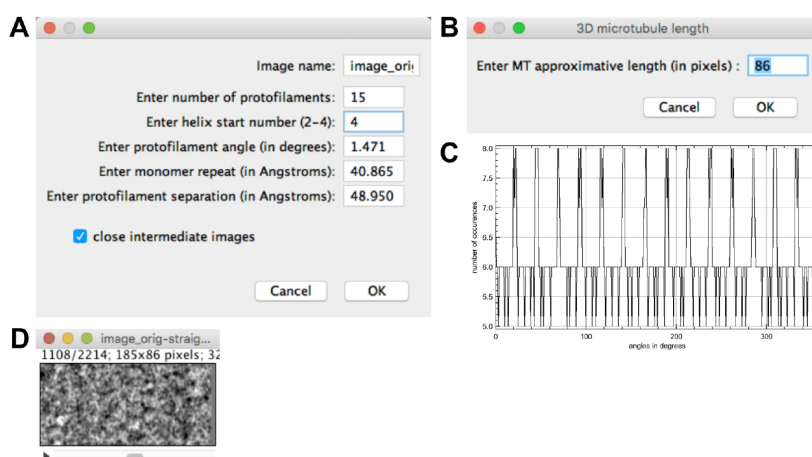 A
Image name: image_ori
Enter number of protofilaments: 15
Enter helix start number (2-4): 4
Enter protofilament angle (in degrees): 1.471
Enter monomer repeat (in Angstroms): 40.865
Enter protofilament separation (in Angstroms): 48.950
close intermediate images
Cancel OK
B
3D microtubule length
Enter MT approximative length (in pixels) : 86
Cancel OK
C
8.0
7.5
7.0
6.5
6.0
5.5
5.0
number of occurences
0 100 200 300
angles in degrees
D
image_orig-straig...
1108/2214; 185x86 pixels; 32